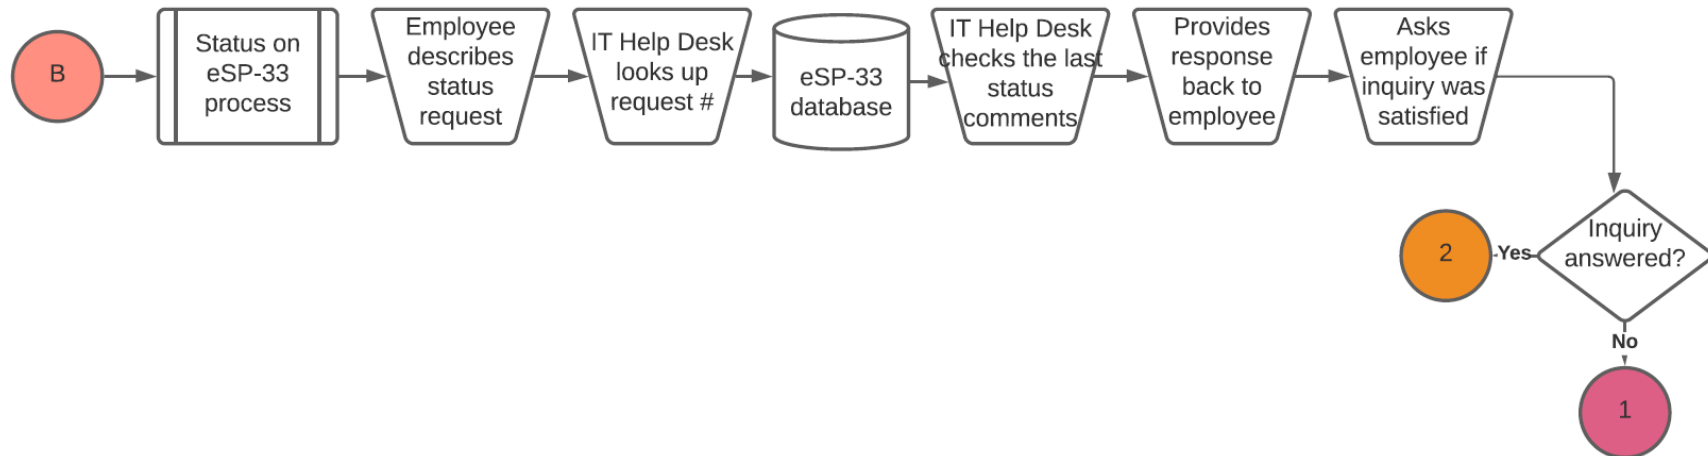 B
Status on
eSP-33
process
Employee
describes
status
request
IT Help Desk
looks up
request #
eSP-33
database
IT Help Desk
checks the last
status
comments
Provides
response
back to
employee
Asks
employee if
inquiry was
satisfied
Inquiry
answered?
Yes
2
No
1